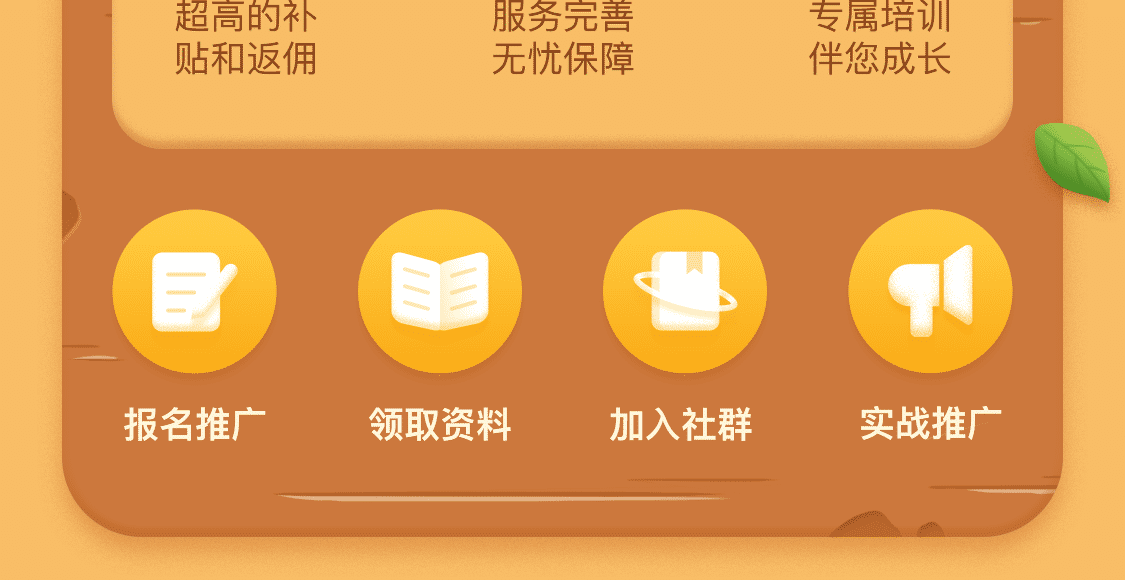 超高的补
贴和返佣
服务完善
无忧保障
专属培训
伴您成长
报名推广
领取资料
加入社群
实战推广